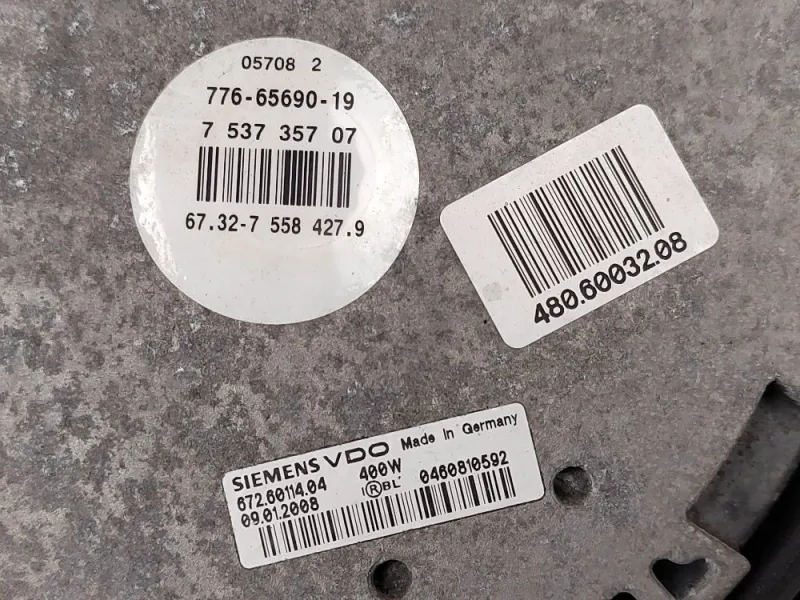 05708 2
776-65690-19
7 537 357 07
67.32-7 558 427.9
480.60032.08
SIEMENS VDO Made in Germany
672.60114.04 400W 0460810592
09.01.2008 IⓇBL